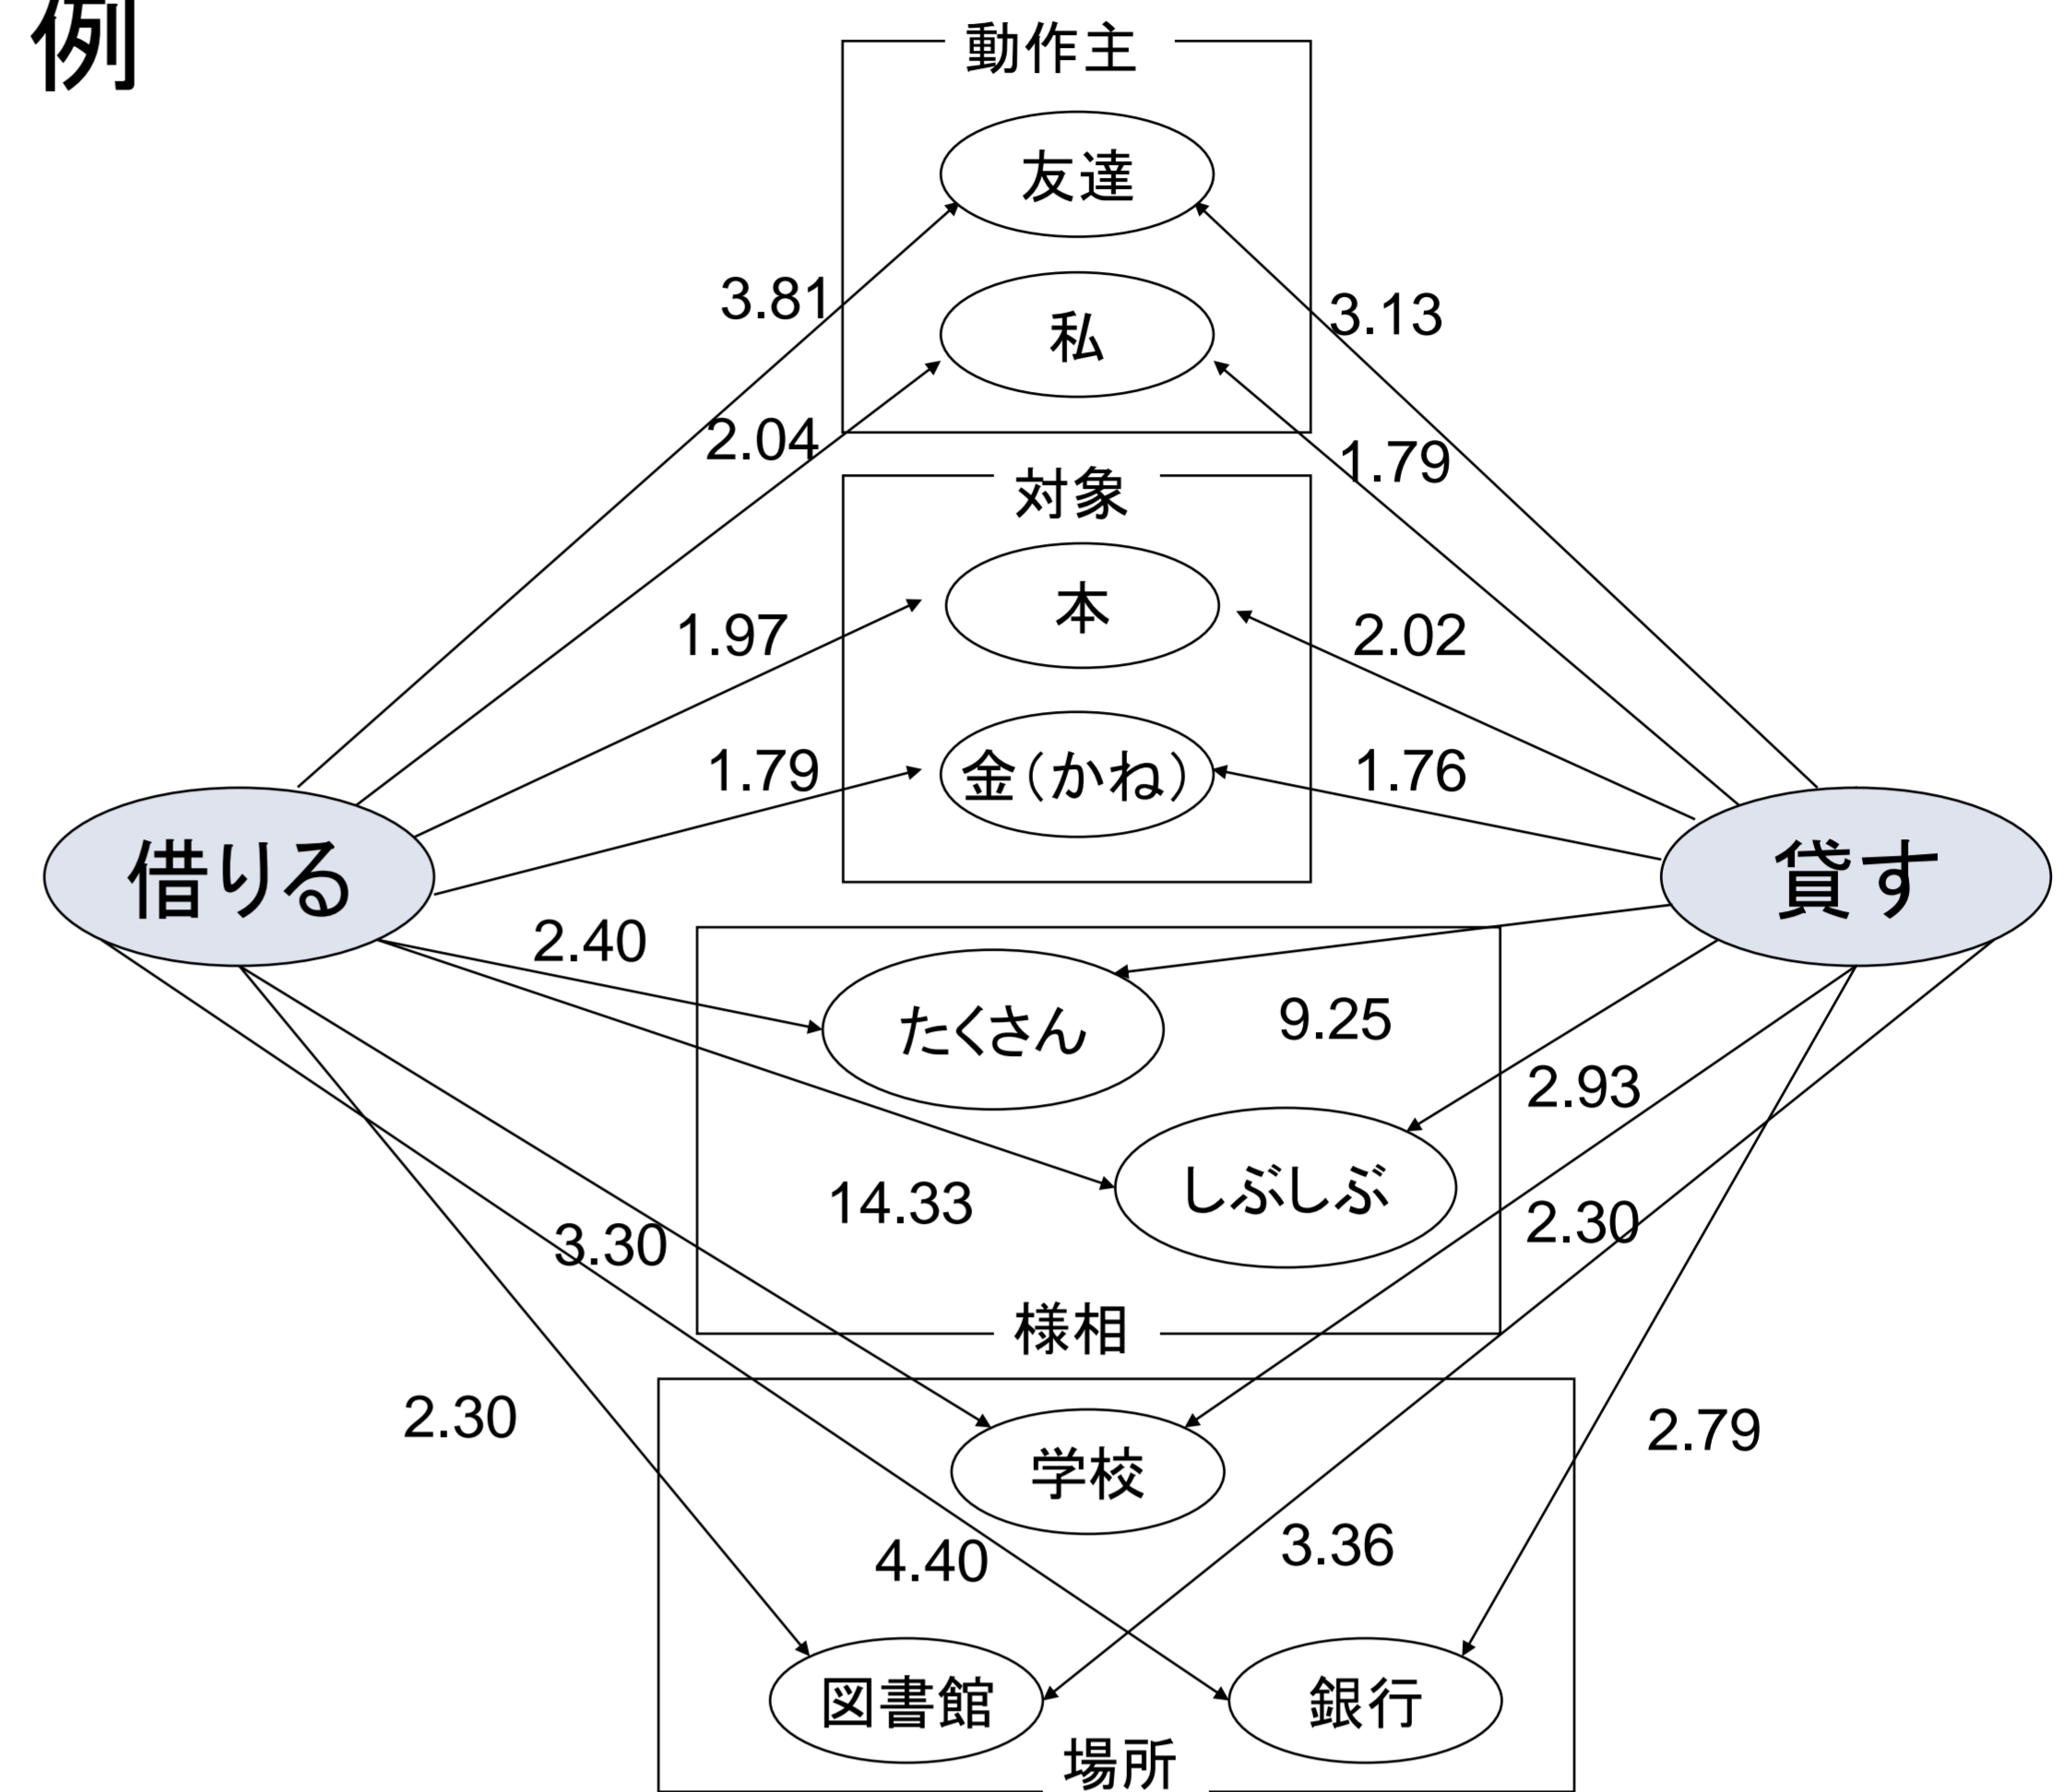 例
動作主
友達
3.81
3.13
私
2.04
1.79
対象
本
1.97
2.02
金（かね）
1.79
1.76
借りる
貸す
2.40
たくさん
9.25
2.93
しぶしぶ
14.33
3.30
2.30
様相
2.30
2.79
学校
4.40
3.36
図書館
銀行
場所